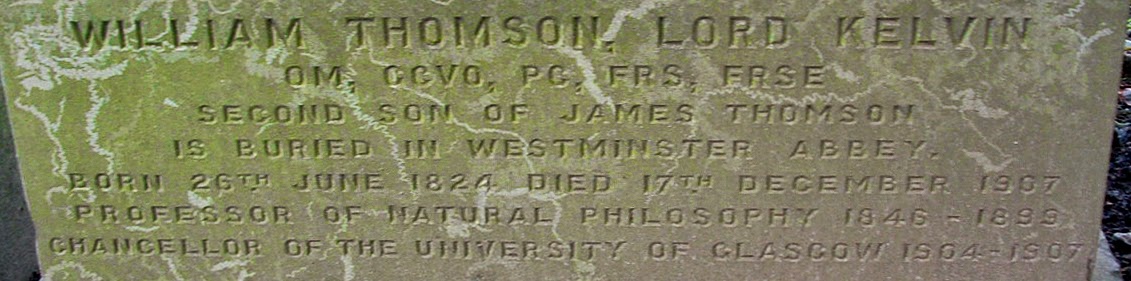 WILLIAM THOMSON, LORD KELVIN
OM, GCVO, PC, FRS, FRSE
SECOND SON OF JAMES THOMSON
IS BURIED IN WESTMINSTER ABBEY.
BORN 26TH JUNE 1824 DIED 17TH DECEMBER 1907
PROFESSOR OF NATURAL PHILOSOPHY 1846 - 1899
CHANCELLOR OF THE UNIVERSITY OF GLASGOW 1904-1907